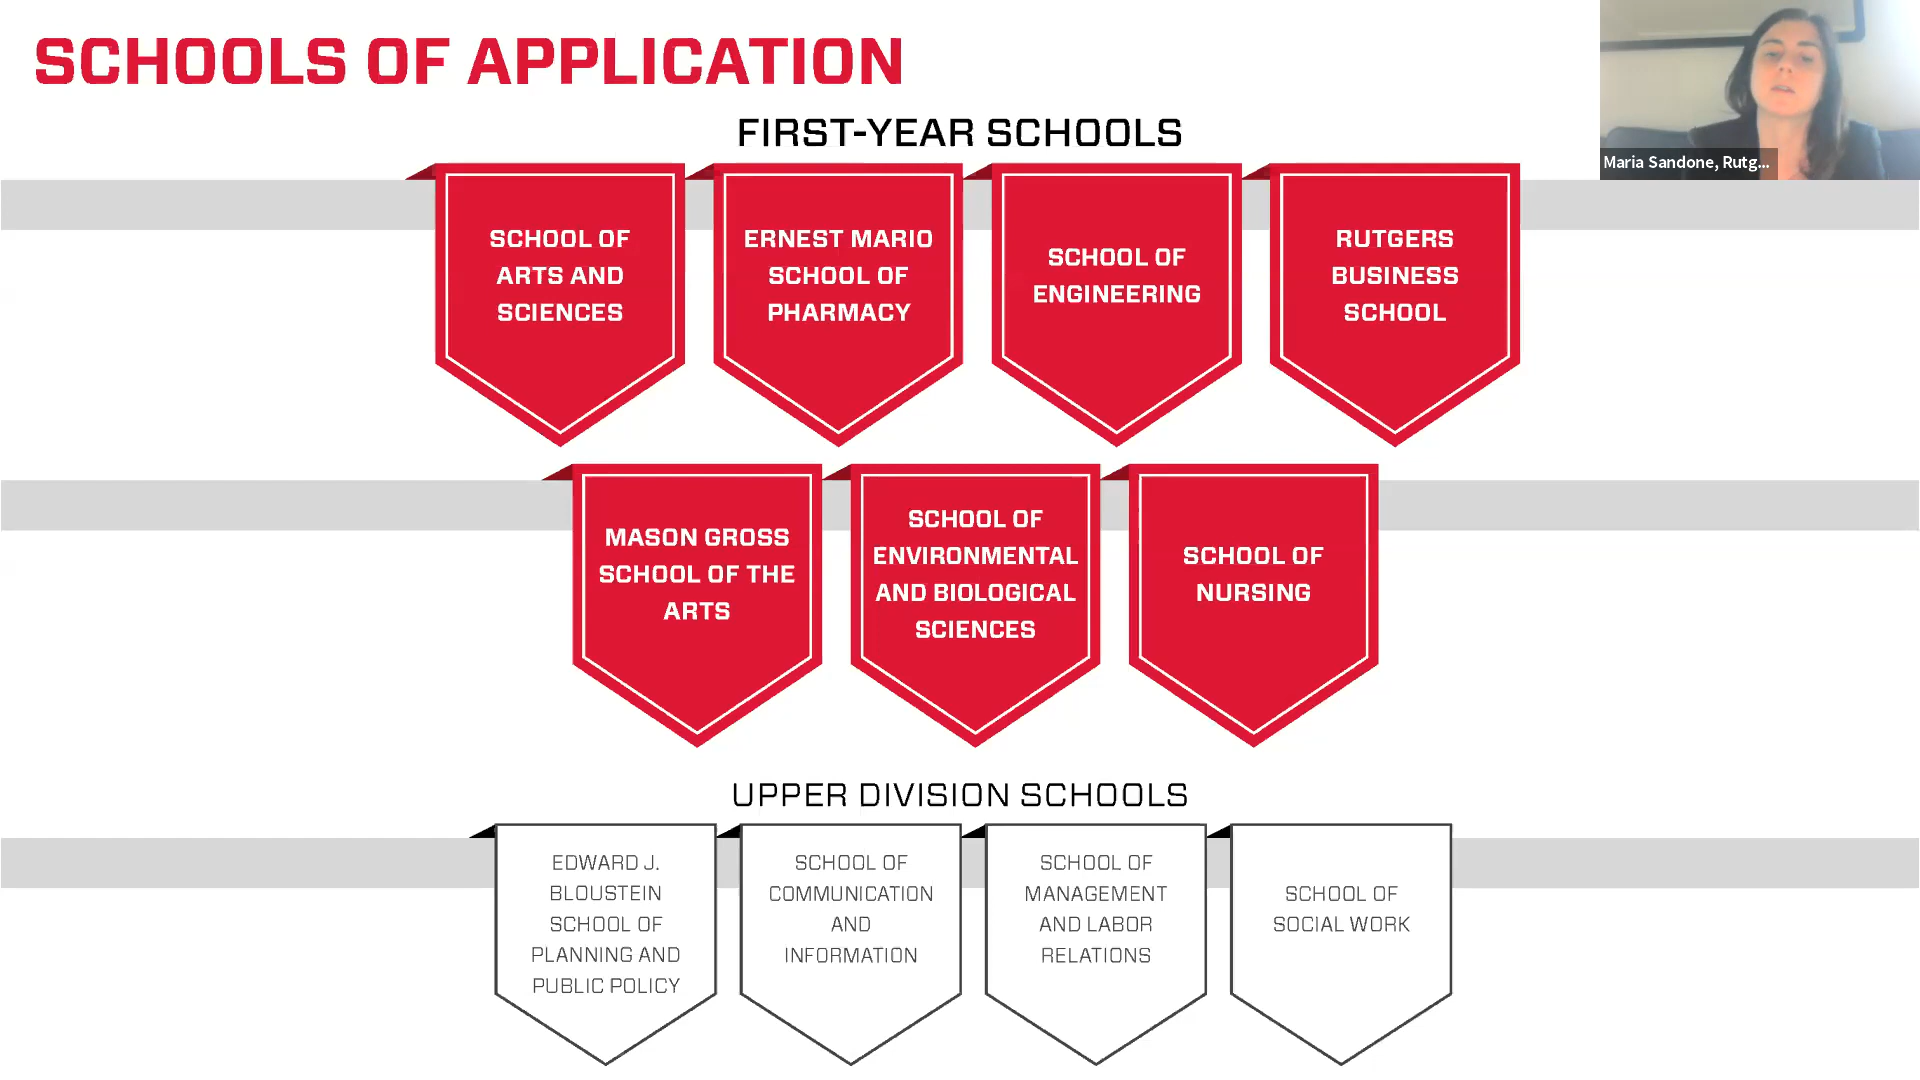 SCHOOLS OF APPLICATION
FIRST-YEAR SCHOOLS
SCHOOL OF
ARTS AND
SCIENCES
ERNEST MARIO
SCHOOL OF
PHARMACY
SCHOOL OF
ENGINEERING
RUTGERS
BUSINESS
SCHOOL
MASON GROSS
SCHOOL OF THE
ARTS
SCHOOL OF
ENVIRONMENTAL
AND BIOLOGICAL
SCIENCES
SCHOOL OF
NURSING
UPPER DIVISION SCHOOLS
EDWARD J.
BLOUSTEIN
SCHOOL OF
PLANNING AND
PUBLIC POLICY
SCHOOL OF
COMMUNICATION
AND
INFORMATION
SCHOOL OF
MANAGEMENT
AND LABOR
RELATIONS
SCHOOL OF
SOCIAL WORK
Maria Sandone, Rutg...